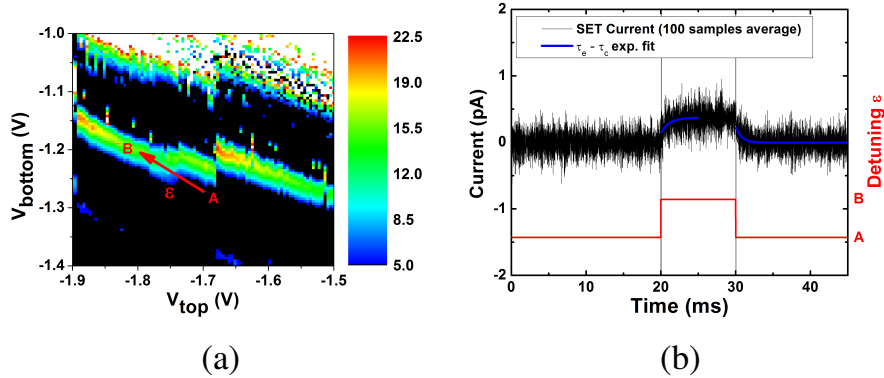 -1.0
-1.1
-1.2
-1.3
-1.4
V_bottom (V)
B
ε
A
-1.9 -1.8 -1.7 -1.6 -1.5
V_top (V)
22.5
19.0
15.5
12.0
8.5
5.0
(a)
2
1
0
-1
-2
Current (pA)
SET Current (100 samples average)
τ_e - τ_c exp. fit
B
A
Detuning ε
0 10 20 30 40
Time (ms)
(b)